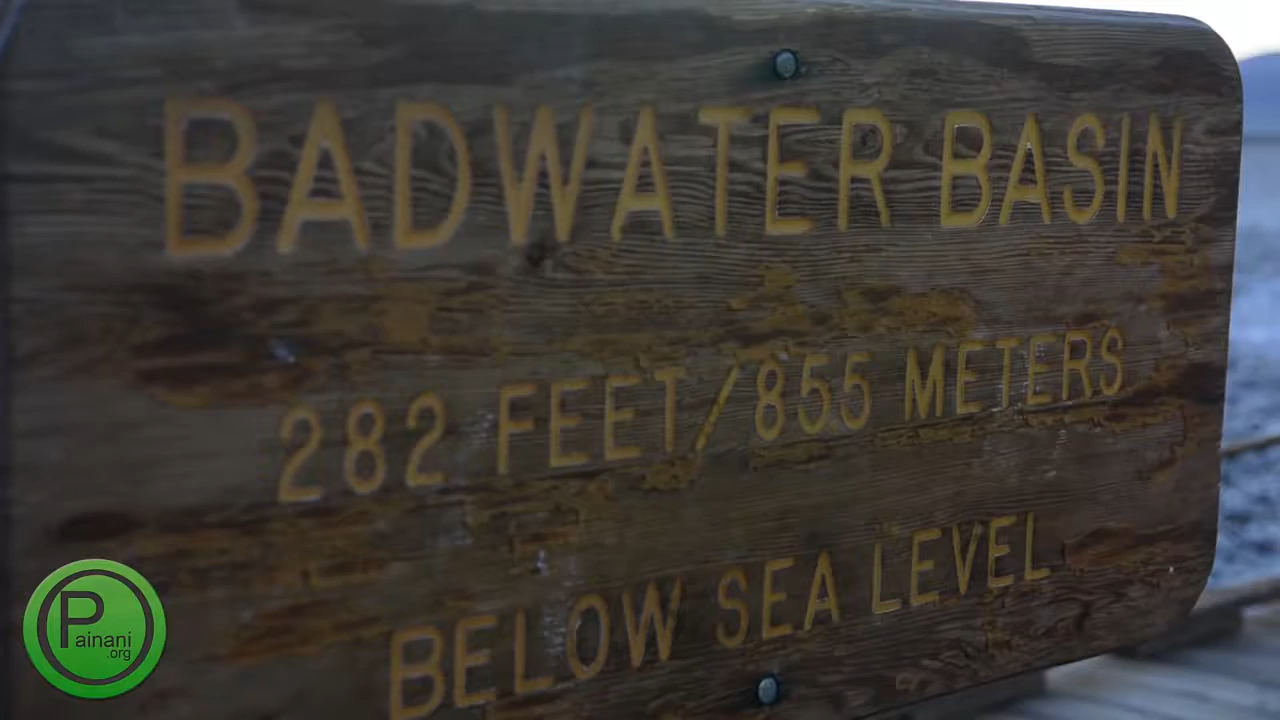 BADWATER BASIN
282 FEET/855 METERS
BELOW SEA LEVEL
Painani
.org